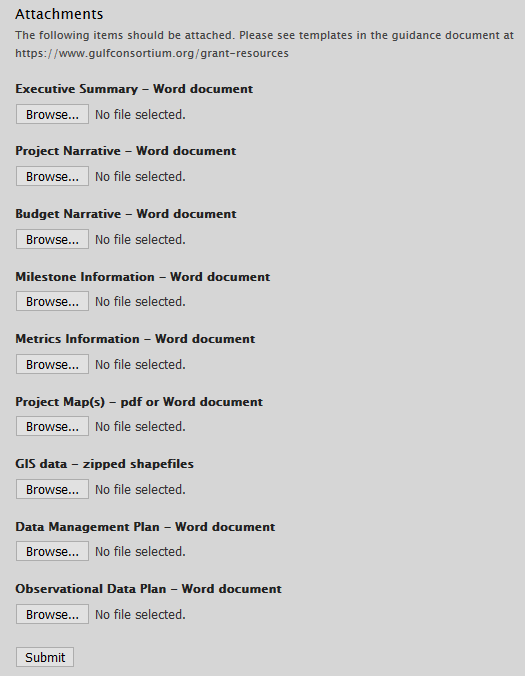 Attachments
The following items should be attached. Please see templates in the guidance document at
https://www.gulfconsortium.org/grant-resources
Executive Summary - Word document
Browse... No file selected.
Project Narrative - Word document
Browse... No file selected.
Budget Narrative - Word document
Browse... No file selected.
Milestone Information - Word document
Browse... No file selected.
Metrics Information - Word document
Browse... No file selected.
Project Map(s) - pdf or Word document
Browse... No file selected.
GIS data - zipped shapefiles
Browse... No file selected.
Data Management Plan - Word document
Browse... No file selected.
Observational Data Plan - Word document
Browse... No file selected.
Submit